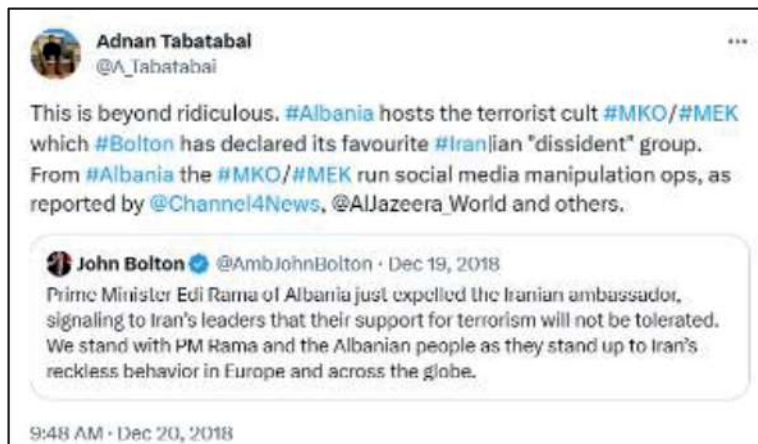 Adnan Tabatabai
@A_Tabatabai
This is beyond ridiculous. #Albania hosts the terrorist cult #MKO/#MEK
which #Bolton has declared its favourite #Iran|ian "dissident" group.
From #Albania the #MKO/#MEK run social media manipulation ops, as
reported by @Channel4News, @AlJazeera_World and others.
John Bolton @AmbJohnBolton · Dec 19, 2018
Prime Minister Edi Rama of Albania just expelled the Iranian ambassador,
signaling to Iran's leaders that their support for terrorism will not be tolerated.
We stand with PM Rama and the Albanian people as they stand up to Iran's
reckless behavior in Europe and across the globe.
9:48 AM · Dec 20, 2018